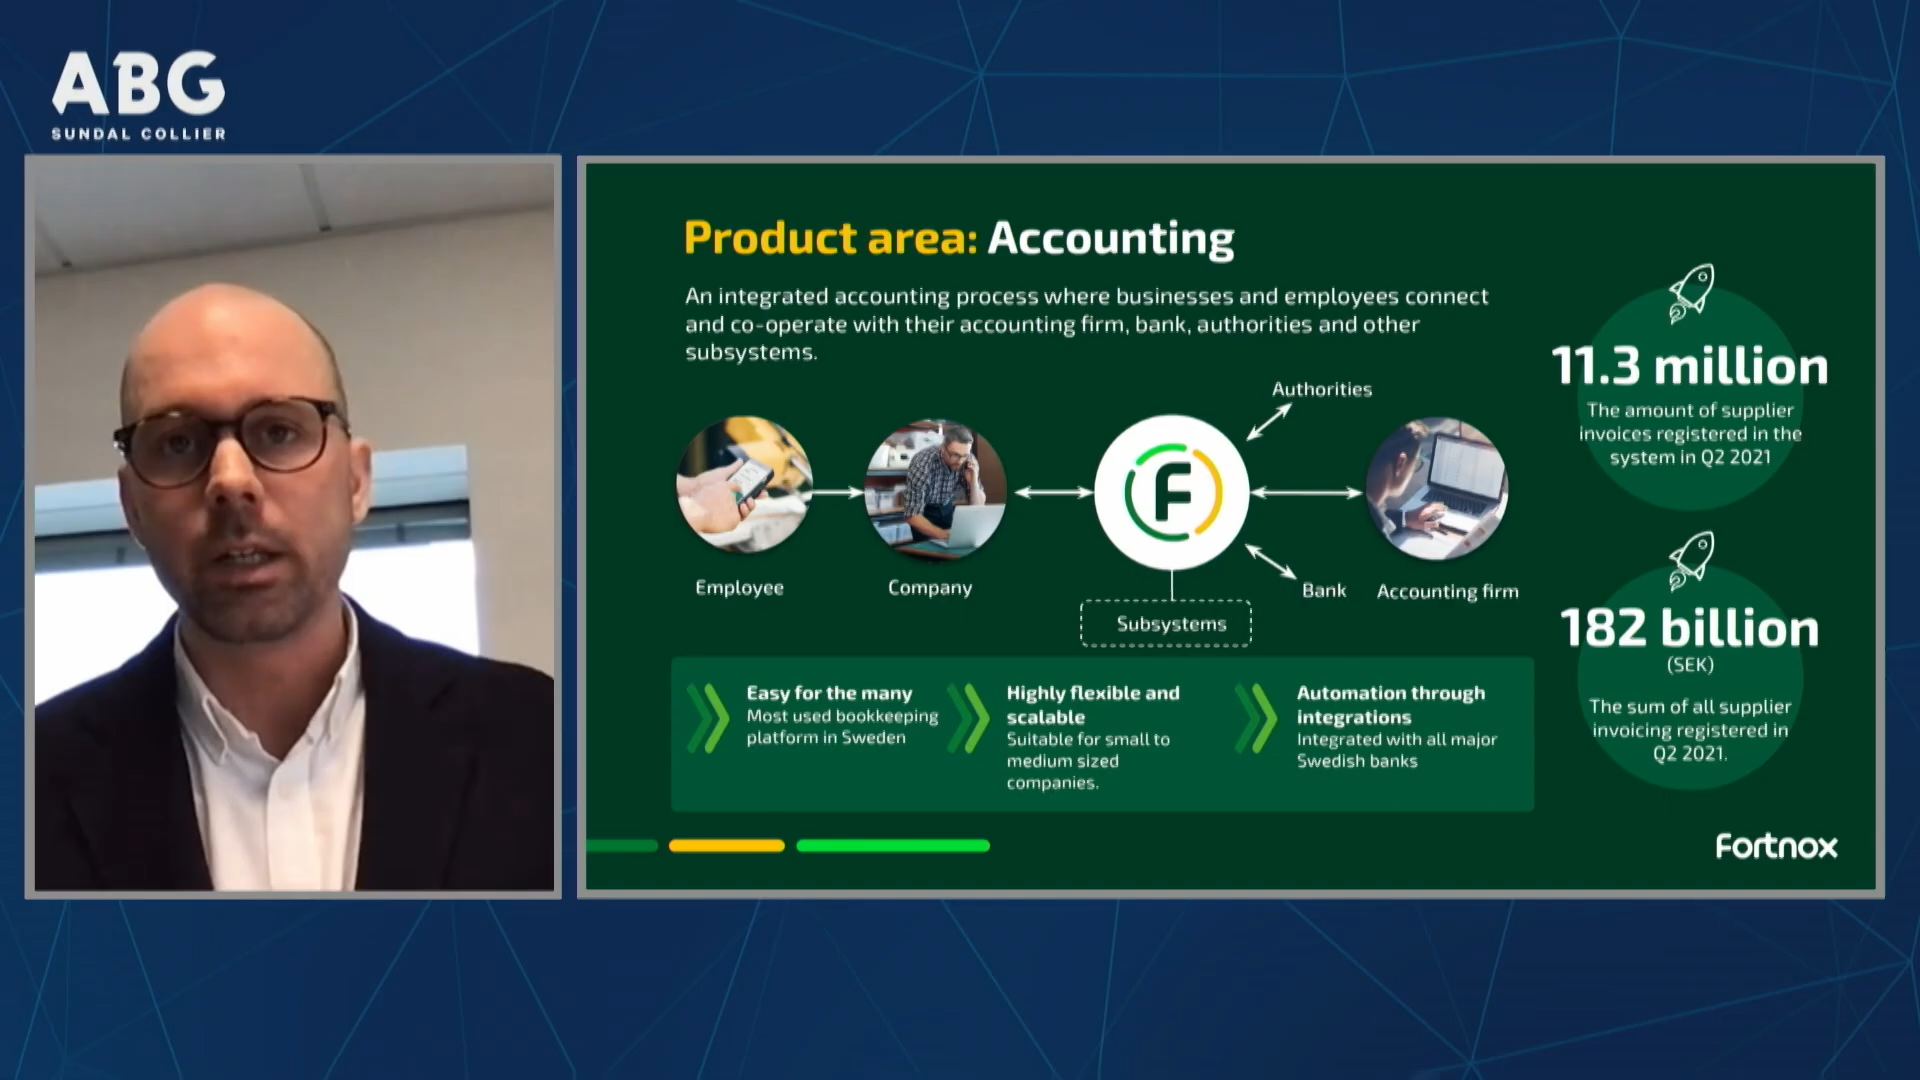 ABG
SUNDAL COLLIER
Product area: Accounting
An integrated accounting process where businesses and employees connect
and co-operate with their accounting firm, bank, authorities and other
subsystems.
Authorities
F
Employee
Company
Bank
Accounting firm
Subsystems
Easy for the many
Most used bookkeeping
platform in Sweden
Highly flexible and
scalable
Suitable for small to
medium sized
companies.
Automation through
integrations
Integrated with all major
Swedish banks
11.3 million
The amount of supplier
invoices registered in the
system in Q2 2021
182 billion
(SEK)
The sum of all supplier
invoicing registered in
Q2 2021.
Fortnox